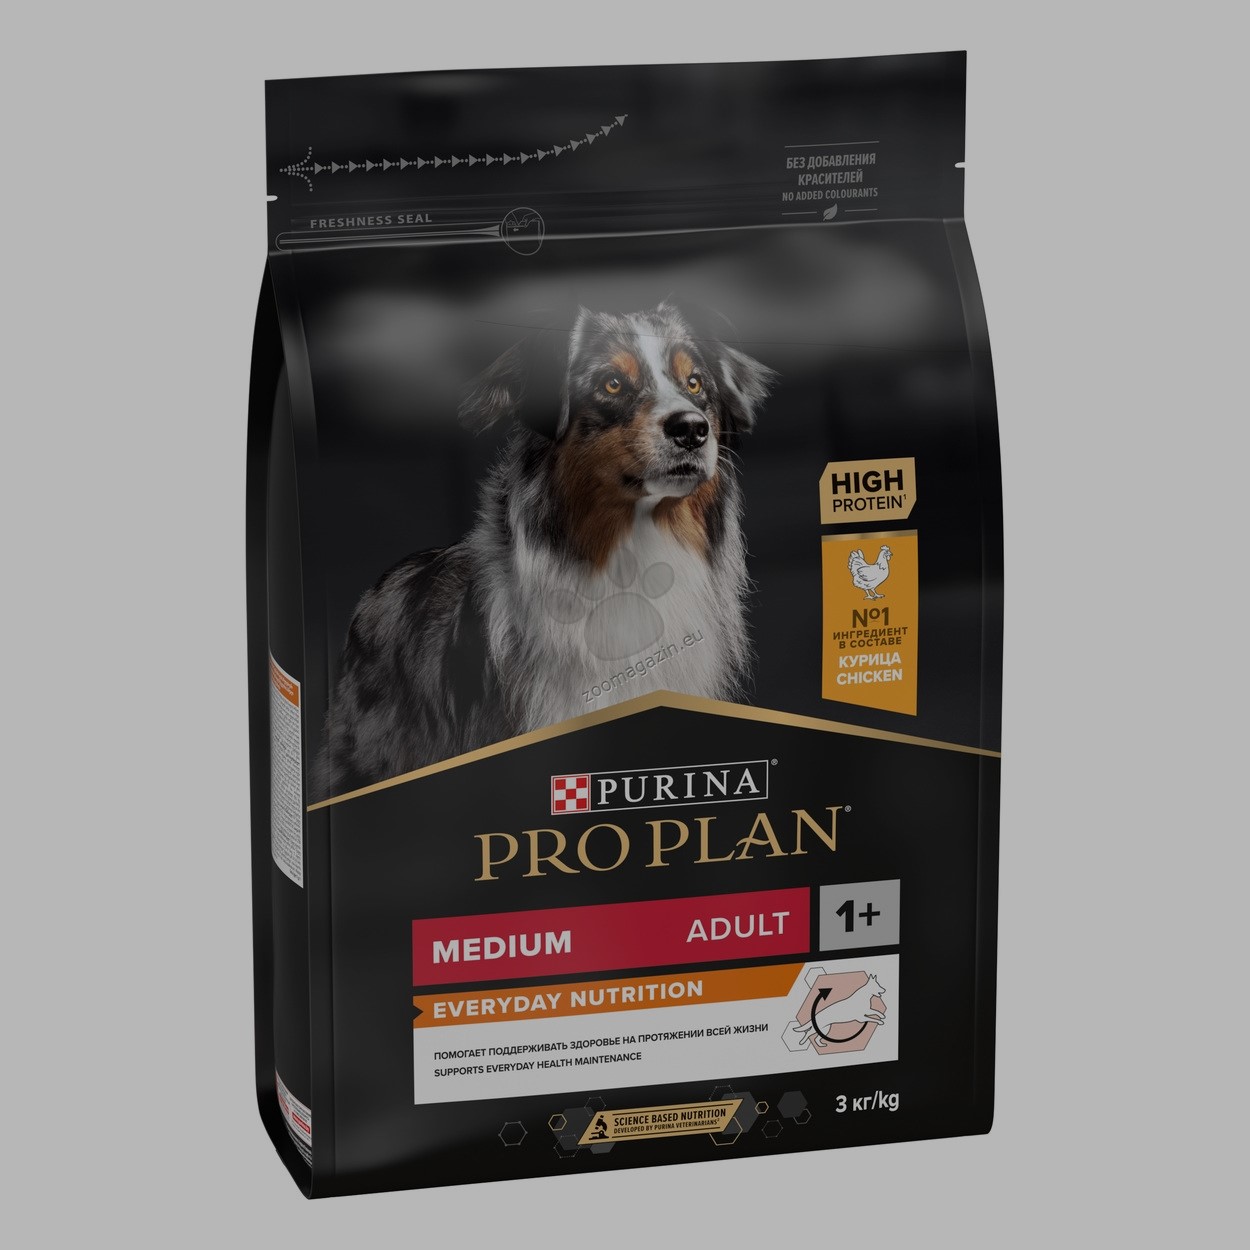 БЕЗ ДОБАВЛЕНИЯ
КРАСИТЕЛЕЙ
NO ADDED COLOURANTS
FRESHNESS SEAL
HIGH
PROTEIN¹
№1
ИНГРЕДИЕНТ
В СОСТАВЕ
КУРИЦА
CHICKEN
zoomagazin.eu
PURINA®
PRO PLAN®
MEDIUM ADULT 1+
EVERYDAY NUTRITION
ПОМОГАЕТ ПОДДЕРЖИВАТЬ ЗДОРОВЬЕ НА ПРОТЯЖЕНИИ ВСЕЙ ЖИЗНИ
SUPPORTS EVERYDAY HEALTH MAINTENANCE
3 кг/kg
SCIENCE BASED NUTRITION
DEVELOPED BY PURINA VETERINARIANS²